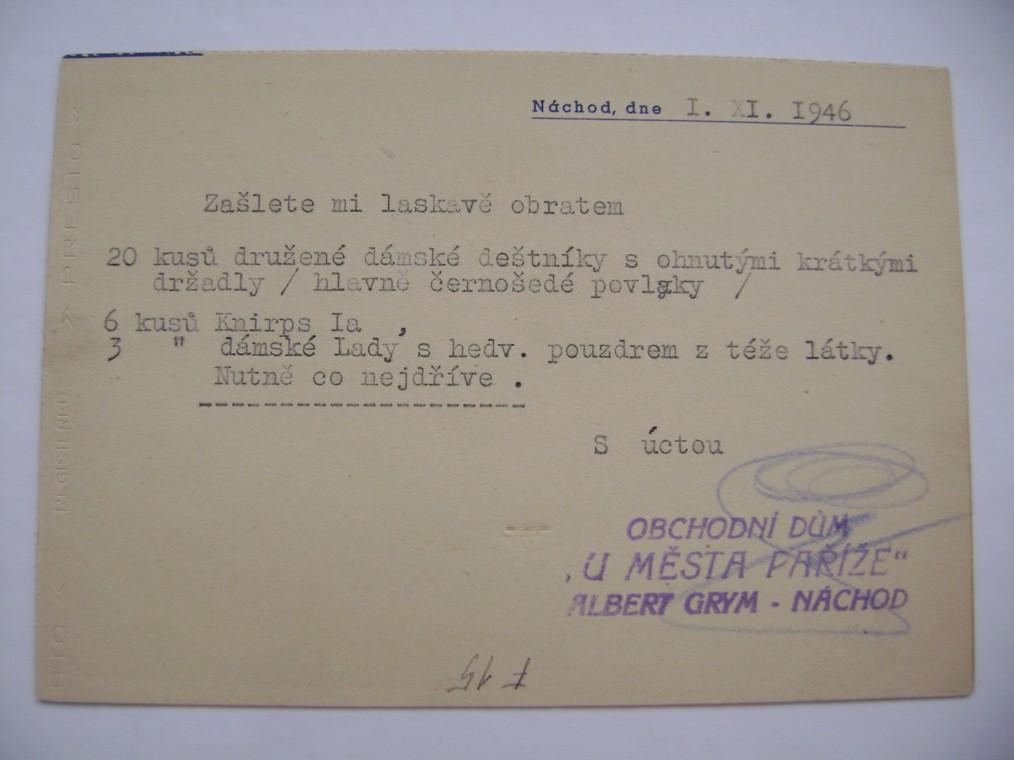 Náchod, dne I. XI. 1946
Zašlete mi laskavě obratem
20 kusů družené dámské deštníky s ohnutými krátkými
držadly / hlavně černošedé povlaky /
6 kusů Knirps Ia ,
3 " dámské Lady s hedv. pouzdrem z téže látky.
Nutně co nejdříve .
S úctou
OBCHODNÍ DŮM
„U MĚSTA PAŘÍŽE“
ALBERT GRYM - NÁCHOD
PRESTO
REGISTERED